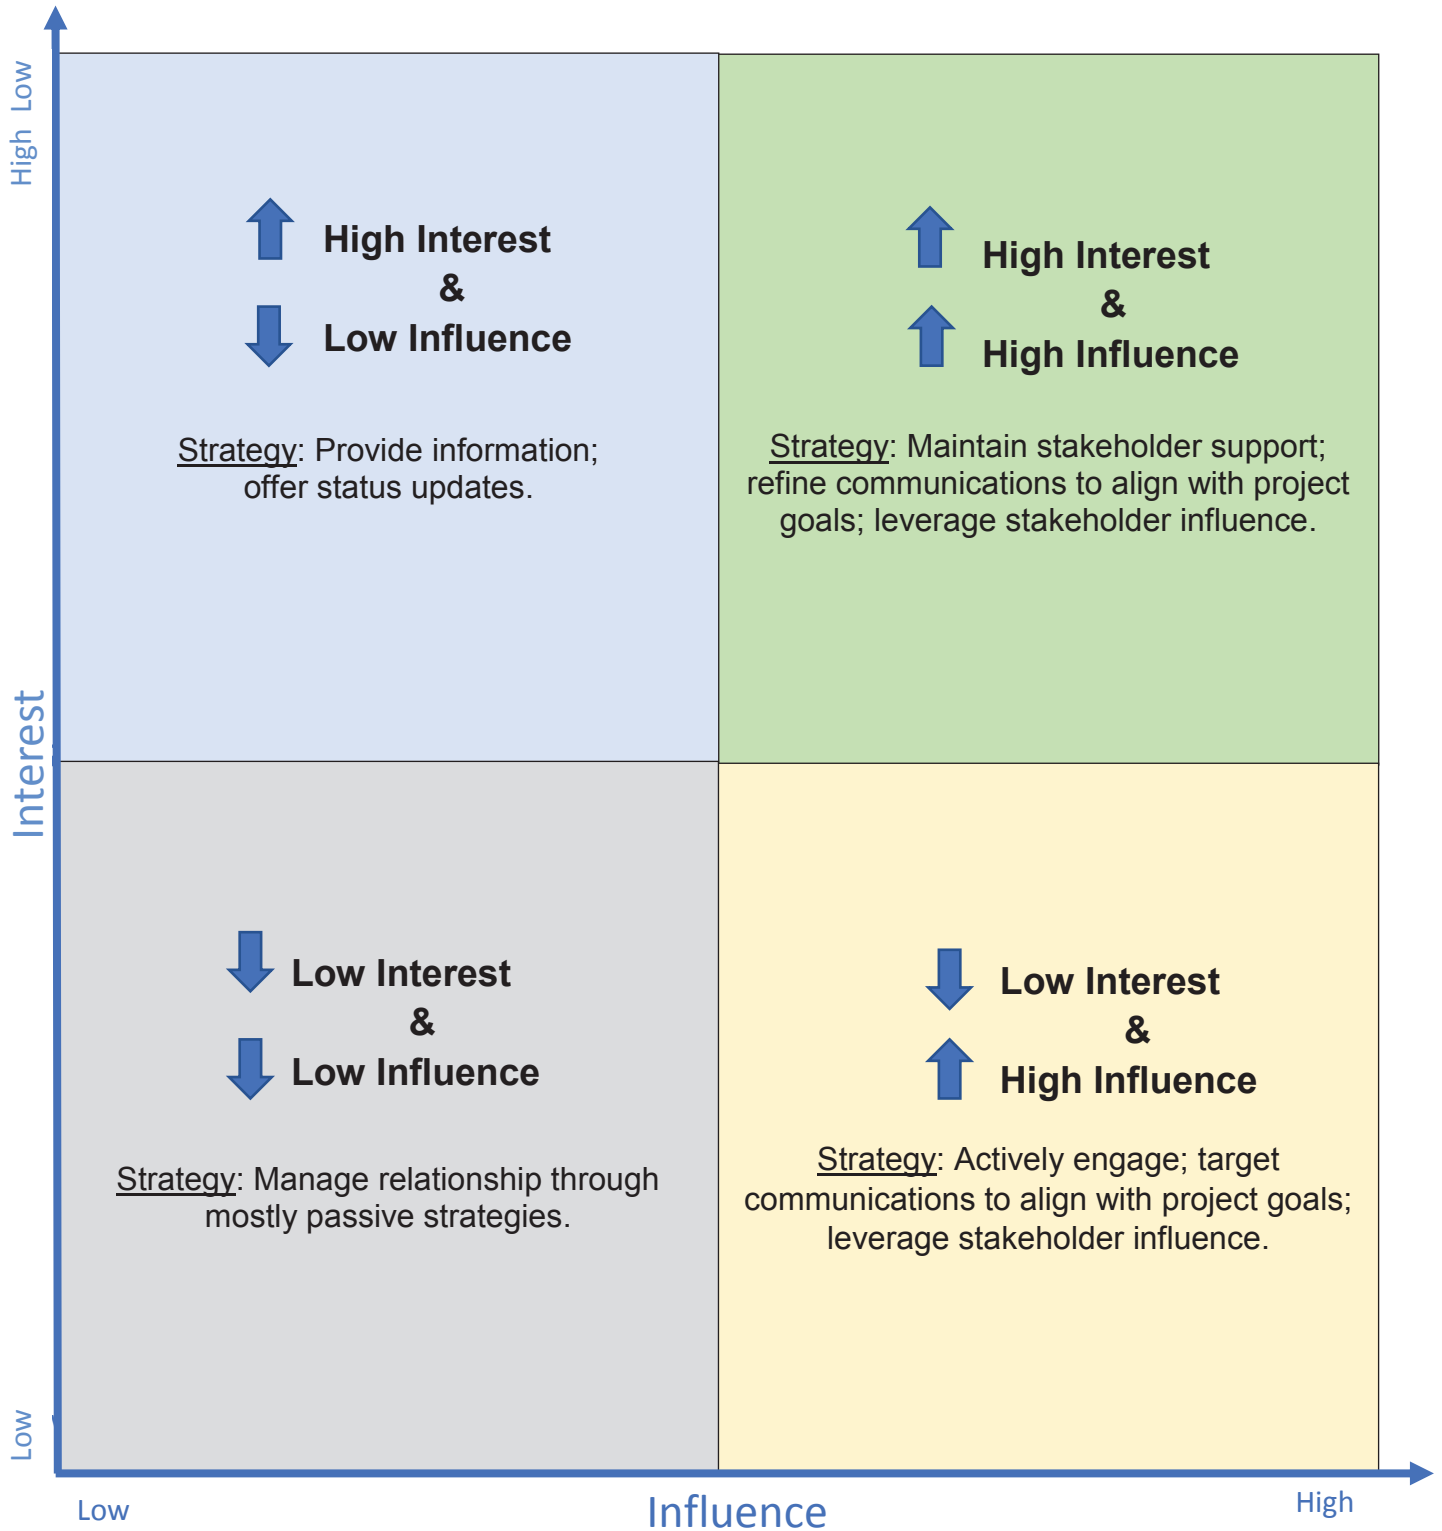 High Low
High Interest
&
Low Influence
Strategy: Provide information;
offer status updates.
High Interest
&
High Influence
Strategy: Maintain stakeholder support;
refine communications to align with project
goals; leverage stakeholder influence.
Interest
Low Interest
&
Low Influence
Strategy: Manage relationship through
mostly passive strategies.
Low Interest
&
High Influence
Strategy: Actively engage; target
communications to align with project goals;
leverage stakeholder influence.
Low
Low
Influence
High